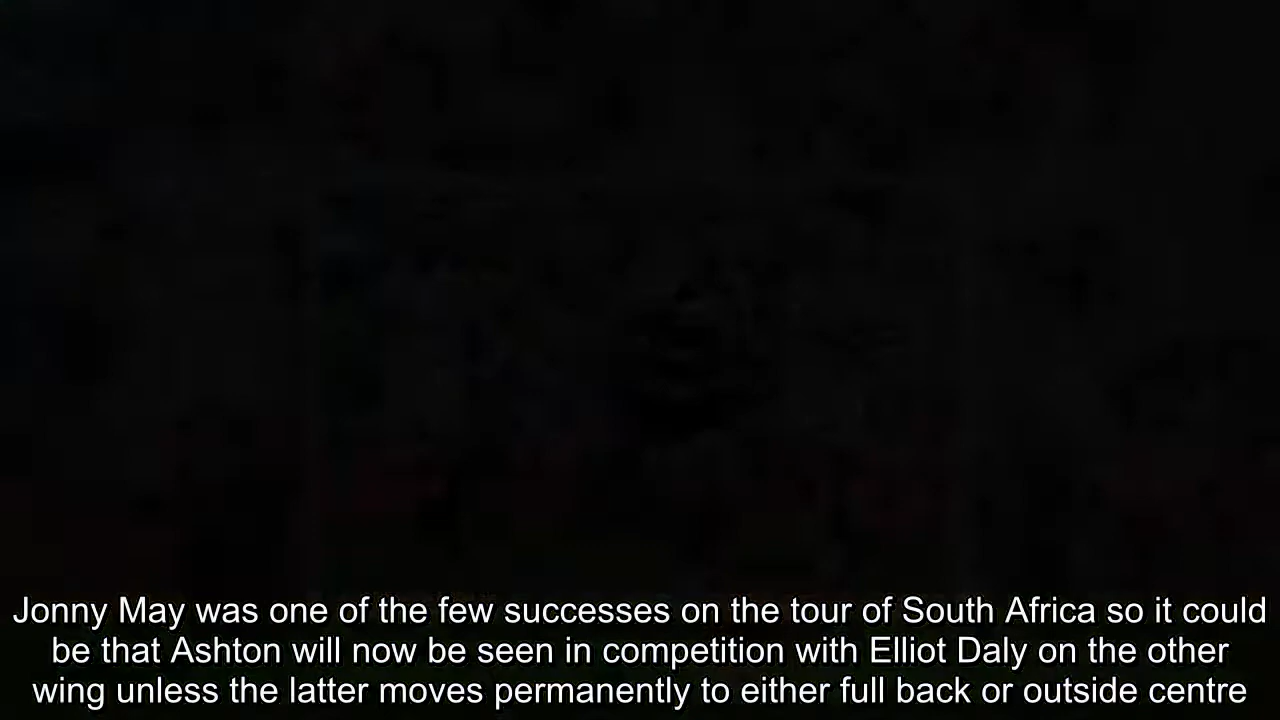 Jonny May was one of the few successes on the tour of South Africa so it could
be that Ashton will now be seen in competition with Elliot Daly on the other
wing unless the latter moves permanently to either full back or outside centre